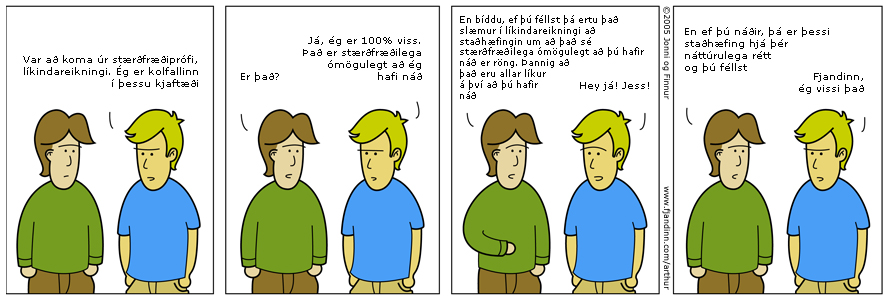 Var að koma úr stærðfræðiprófi,
líkindareikningi. Ég er kolfallinn
í þessu kjaftæði
Er það?
Já, ég er 100% viss.
Það er stærðfræðilega
ómögulegt að ég
hafi náð
En bíddu, ef þú féllst þá ertu það
slæmur í líkindareikningi að
staðhæfingin um að það sé
stærðfræðilega ómögulegt að þú hafir
náð er röng. Þannig að
það eru allar líkur
á því að þú hafir
náð
Hey já! Jess!
©2005 Jonni og Finnur
www.fjandinn.com/arthur
En ef þú náðir, þá er þessi
staðhæfing hjá þér
náttúrulega rétt
og þú féllst
Fjandinn,
ég vissi það